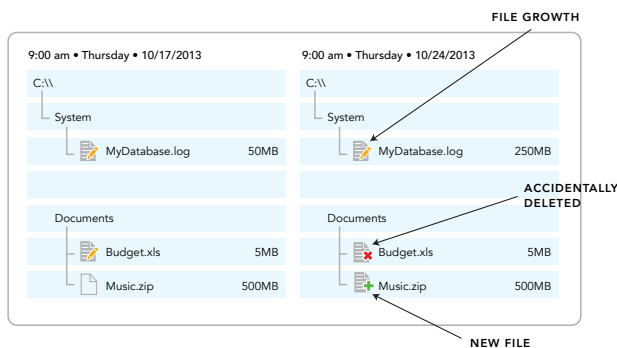 FILE GROWTH
9:00 am • Thursday • 10/17/2013
C:\\
System
MyDatabase.log 50MB
Documents
Budget.xls 5MB
Music.zip 500MB
9:00 am • Thursday • 10/24/2013
C:\\
System
MyDatabase.log 250MB
Documents
Budget.xls 5MB
Music.zip 500MB
ACCIDENTALLY
DELETED
NEW FILE